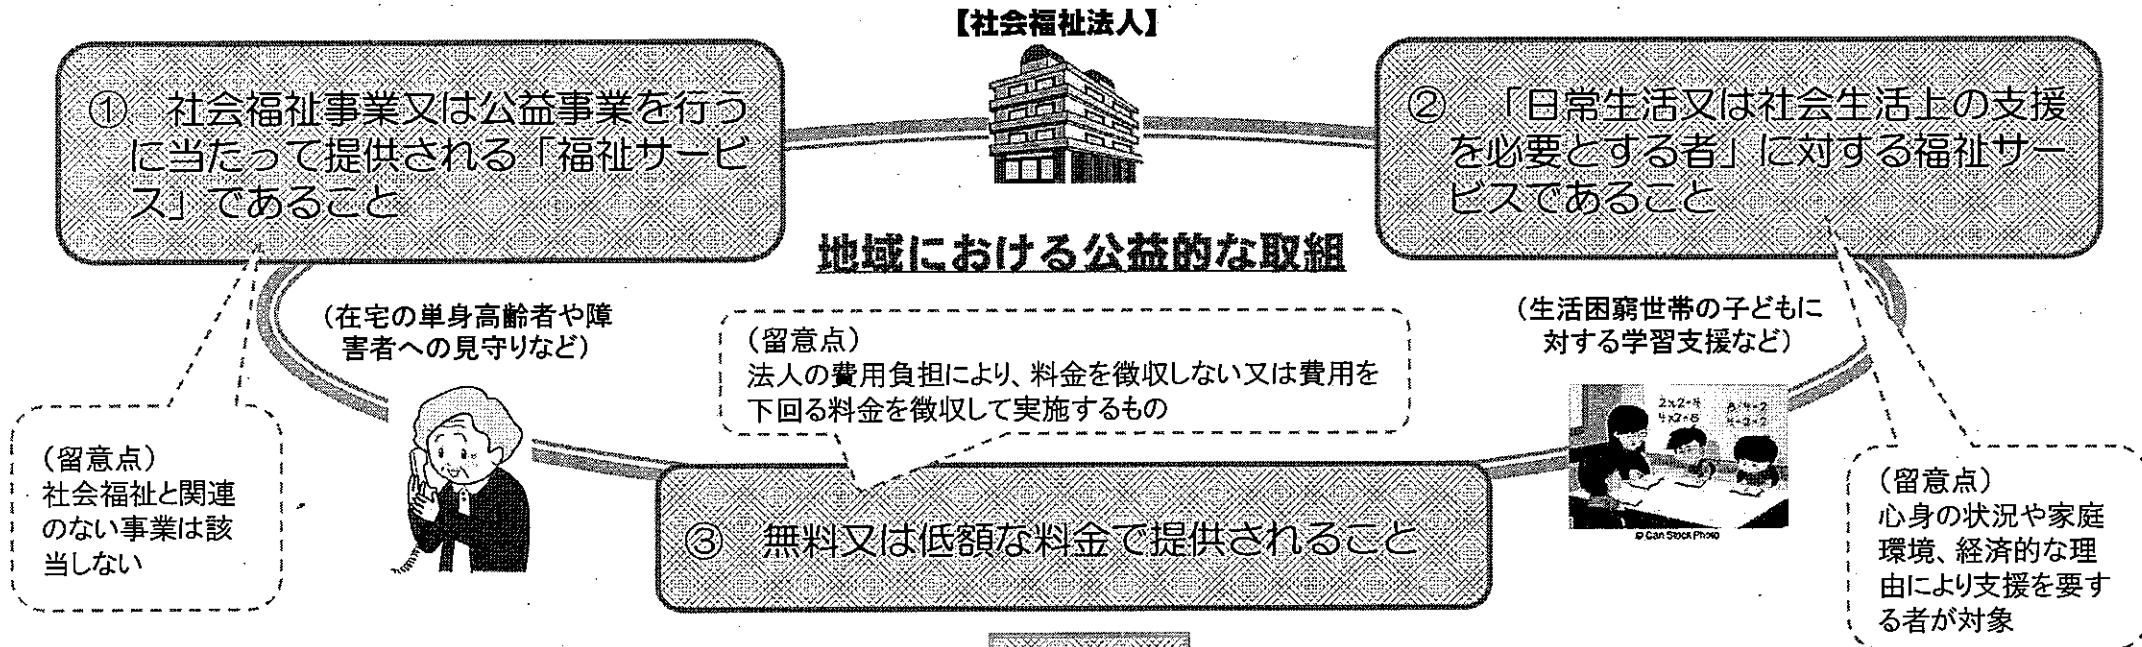 【社会福祉法人】
① 社会福祉事業又は公益事業を行う
に当たって提供される「福祉サービ
ス」であること
② 「日常生活又は社会生活上の支援
を必要とする者」に対する福祉サー
ビスであること
地域における公益的な取組
(在宅の単身高齢者や障
害者への見守りなど)
(留意点)
法人の費用負担により、料金を徴収しない又は費用を
下回る料金を徴収して実施するもの
(生活困窮世帯の子どもに
対する学習支援など)
(留意点)
社会福祉と関連
のない事業は該
当しない
③ 無料又は低額な料金で提供されること
© Can Stock Photo
(留意点)
心身の状況や家庭
環境、経済的な理
由により支援を要す
る者が対象